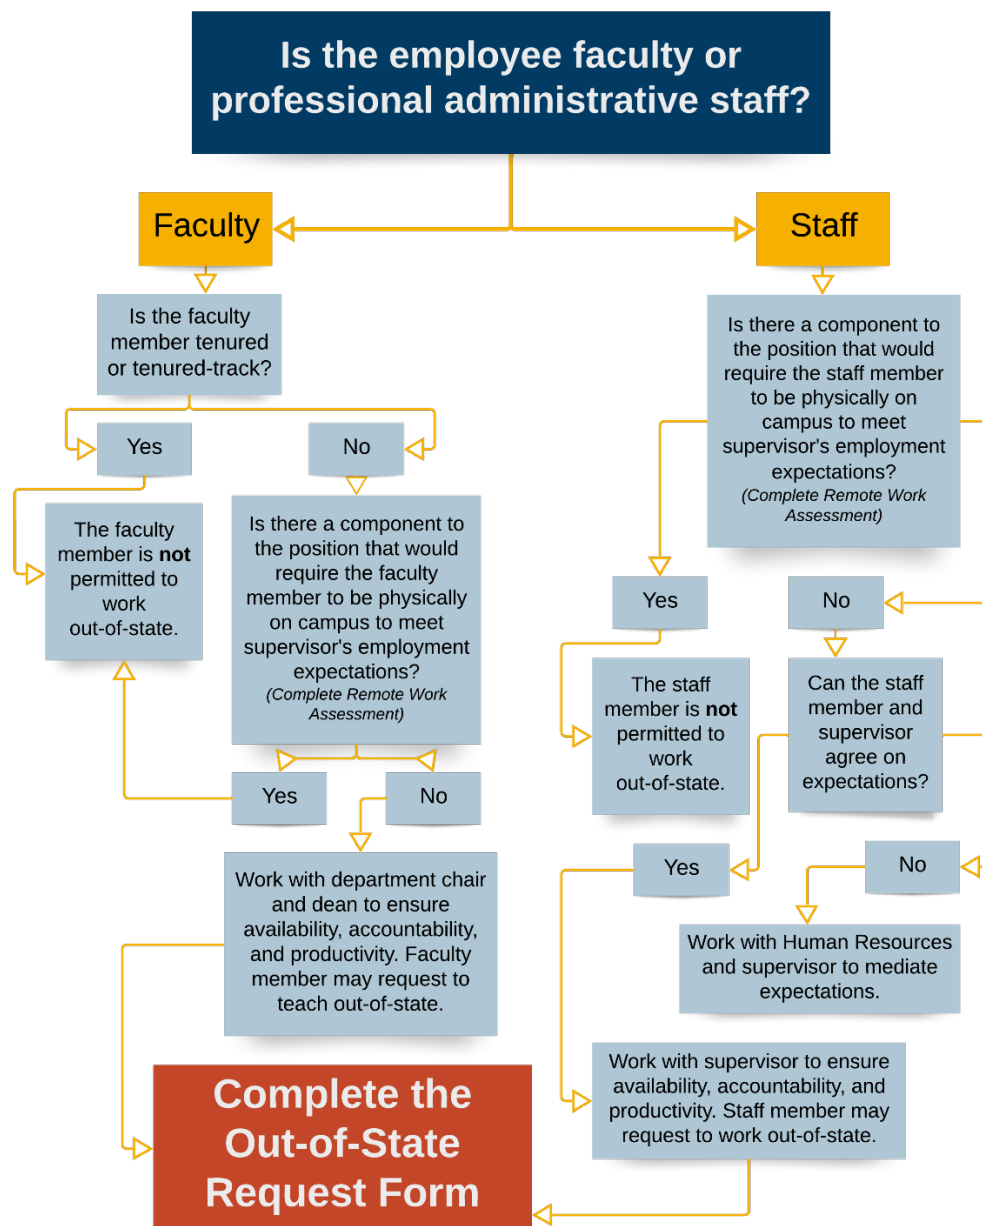 Is the employee faculty or
professional administrative staff?
Faculty
Staff
Is the faculty
member tenured
or tenured-track?
Yes
No
The faculty
member is not
permitted to
work
out-of-state.
Is there a component to
the position that would
require the faculty
member to be physically
on campus to meet
supervisor's employment
expectations?
(Complete Remote Work
Assessment)
Yes
No
Work with department chair
and dean to ensure
availability, accountability,
and productivity. Faculty
member may request to
teach out-of-state.
Is there a component to
the position that would
require the staff member
to be physically on
campus to meet
supervisor's employment
expectations?
(Complete Remote Work
Assessment)
Yes
No
The staff
member is not
permitted to
work
out-of-state.
Can the staff
member and
supervisor
agree on
expectations?
Yes
No
Work with Human Resources
and supervisor to mediate
expectations.
Work with supervisor to ensure
availability, accountability, and
productivity. Staff member may
request to work out-of-state.
Complete the
Out-of-State
Request Form